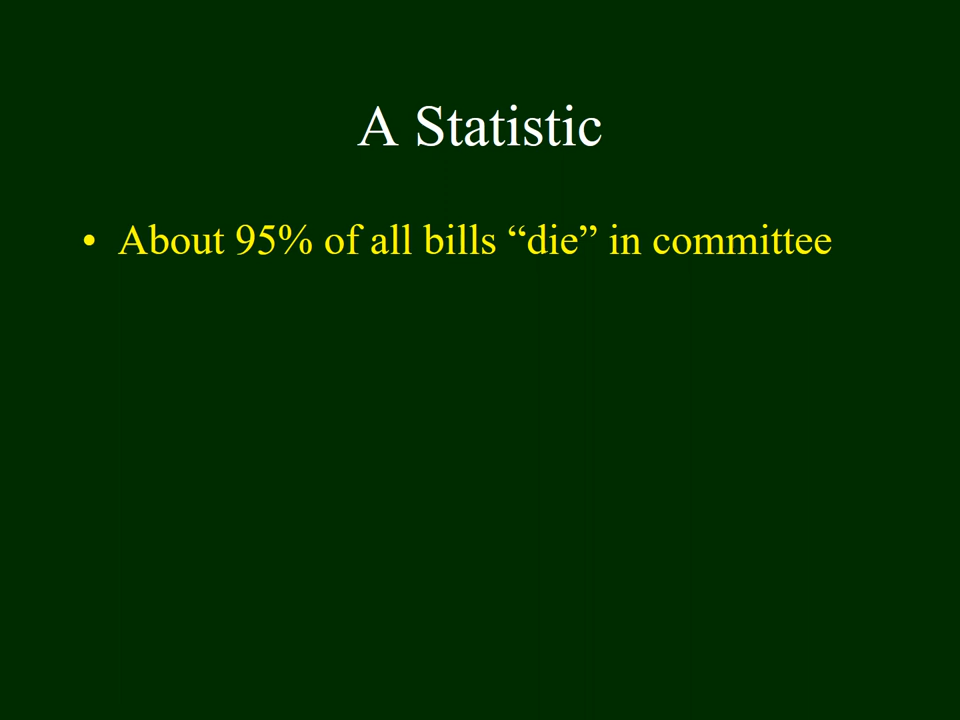 A Statistic
• About 95% of all bills “die” in committee